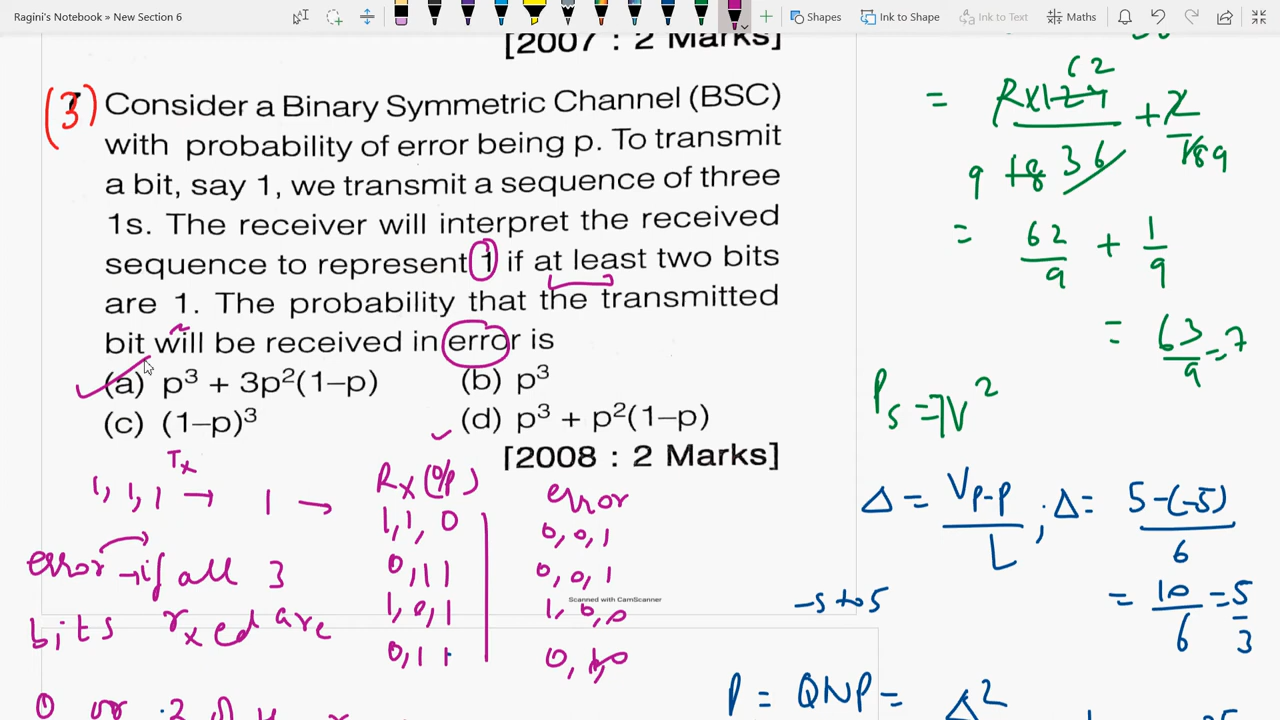 Ragini's Notebook » New Section 6
Shapes
Ink to Shape
Ink to Text
Maths
[2007 : 2 Marks]
(3) Consider a Binary Symmetric Channel (BSC)
with probability of error being p. To transmit
a bit, say 1, we transmit a sequence of three
1s. The receiver will interpret the received
sequence to represent 1 if at least two bits
are 1. The probability that the transmitted
bit will be received in error is
(a) p³ + 3p²(1–p) (b) p³
(c) (1–p)³ (d) p³ + p²(1–p)
[2008 : 2 Marks]
Tx
1, 1, 1 → 1 →
Rx (O/p)
1, 1, 0
0, 1 1
1, 0, 1
error
0, 0, 1
0, 0, 1
1, 0, 0
error → if all 3
bits rxed are
Scanned with CamScanner
= 62/9 + 1/9
= 63/9 = 7
Ps = 7V²
Δ = Vp-p / L ; Δ = 5-(-5) / 6
= 10/6 = 5/3
-5 to 5
P = QNP = Δ²